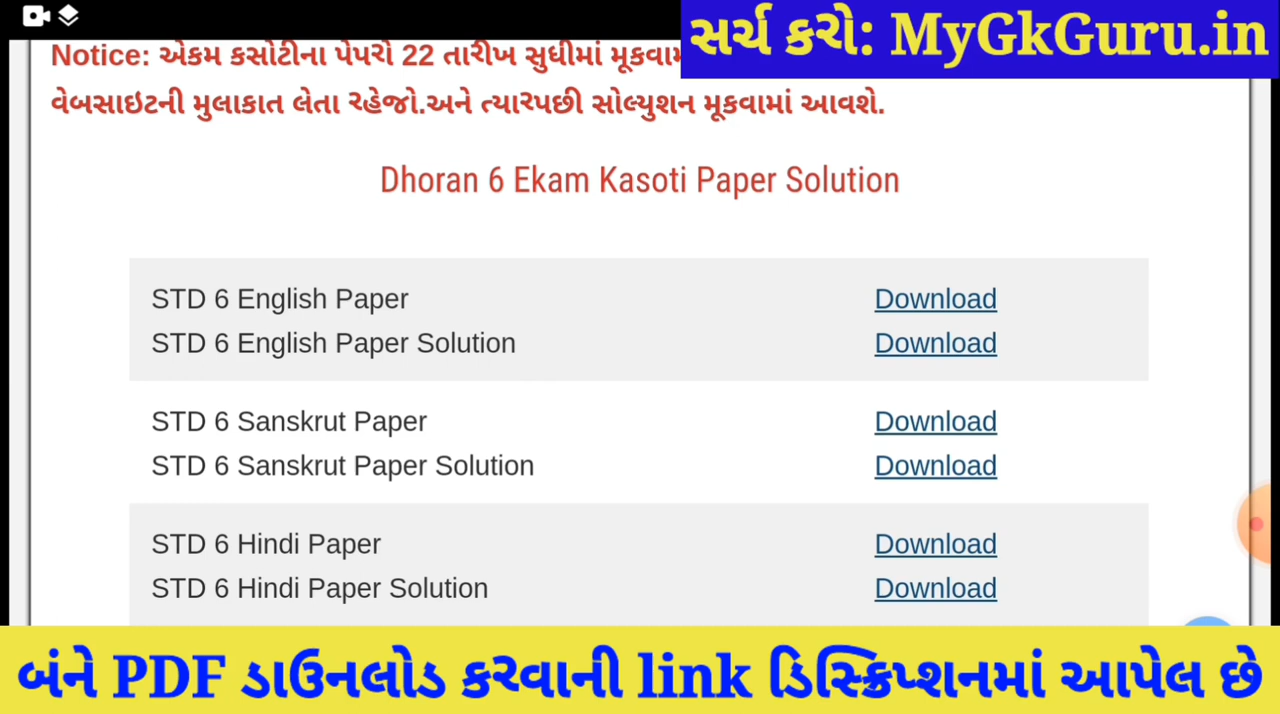 સર્ચ કરો: MyGkGuru.in
Notice: એકમ કસોટીના પેપરો 22 તારીખ સુધીમાં
વેબસાઇટની મુલાકાત લેતા રહેજો.અને ત્યારપછી સોલ્યુશન મૂકવામાં આવશે.
Dhoran 6 Ekam Kasoti Paper Solution
STD 6 English Paper Download
STD 6 English Paper Solution Download
STD 6 Sanskrut Paper Download
STD 6 Sanskrut Paper Solution Download
STD 6 Hindi Paper Download
STD 6 Hindi Paper Solution Download
બંને PDF ડાઉનલોડ કરવાની link ડિસ્ક્રિપ્શનમાં આપેલ છે